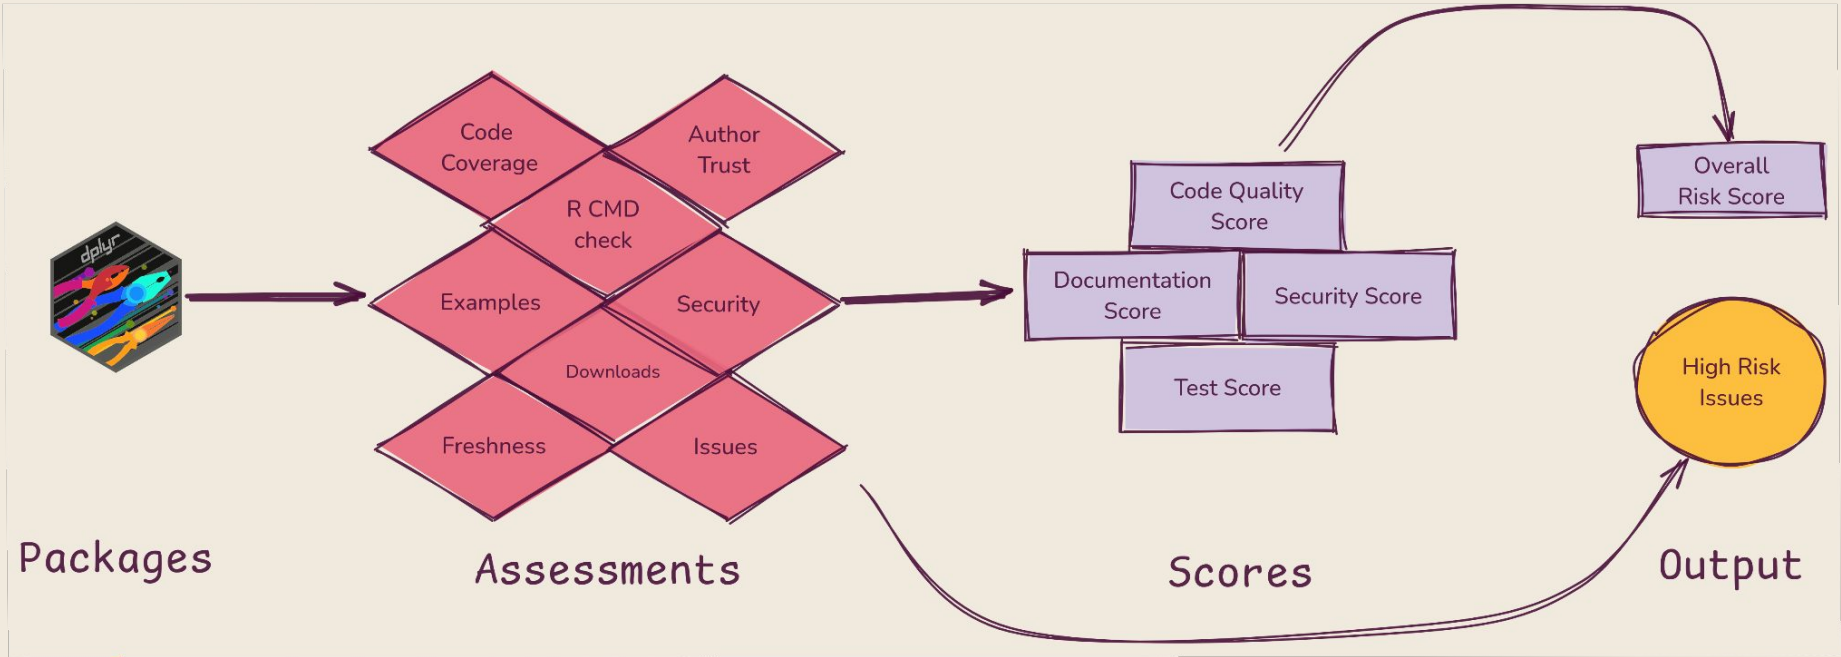 dplyr
Packages
Code
Coverage
Author
Trust
R CMD
check
Examples
Security
Downloads
Freshness
Issues
Assessments
Code Quality
Score
Documentation
Score
Security Score
Test Score
Scores
Overall
Risk Score
High Risk
Issues
Output